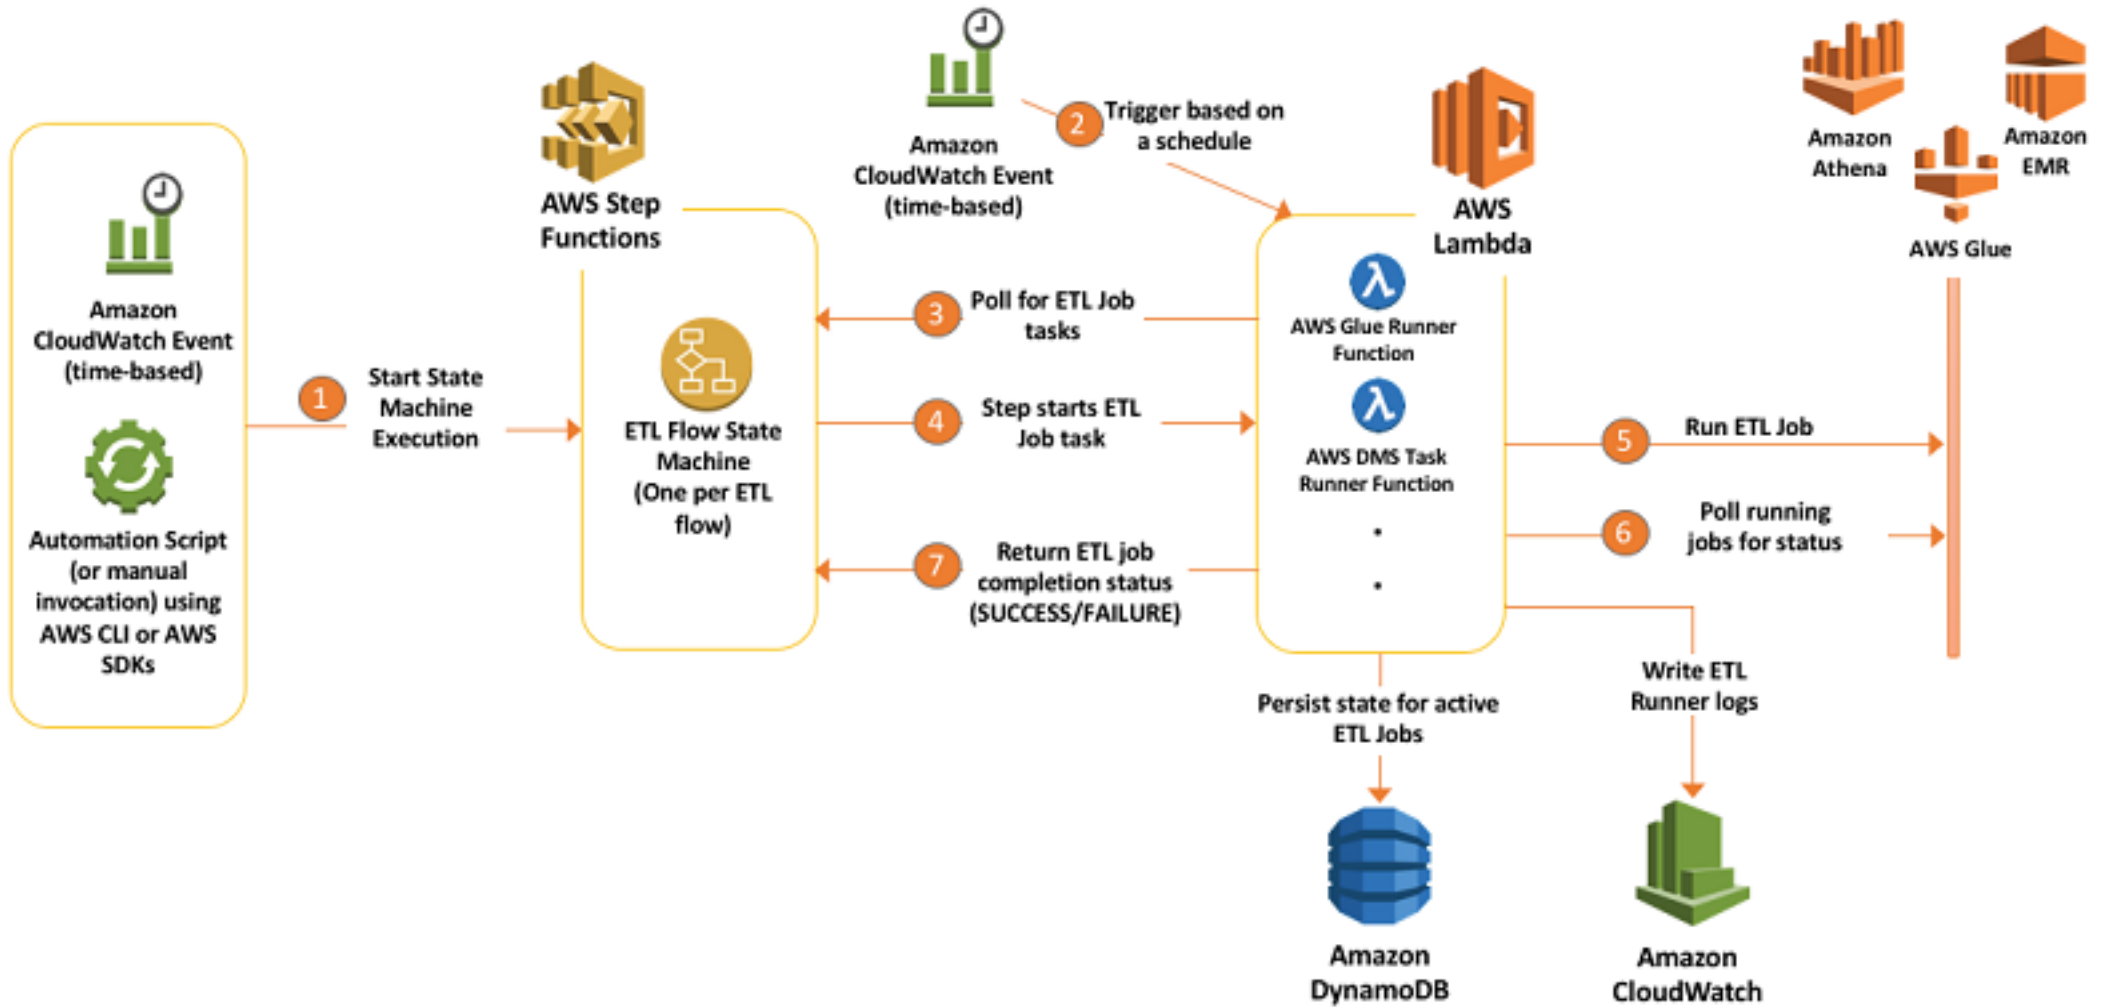 Amazon
CloudWatch Event
(time-based)
Automation Script
(or manual
invocation) using
AWS CLI or AWS
SDKs
1
Start State
Machine
Execution
AWS Step
Functions
ETL Flow State
Machine
(One per ETL
flow)
Amazon
CloudWatch Event
(time-based)
2
Trigger based on
a schedule
3
Poll for ETL Job
tasks
4
Step starts ETL
Job task
7
Return ETL job
completion status
(SUCCESS/FAILURE)
AWS
Lambda
λ
AWS Glue Runner
Function
λ
AWS DMS Task
Runner Function
5
Run ETL Job
6
Poll running
jobs for status
Amazon
Athena
Amazon
EMR
AWS Glue
Persist state for active
ETL Jobs
Write ETL
Runner logs
Amazon
DynamoDB
Amazon
CloudWatch